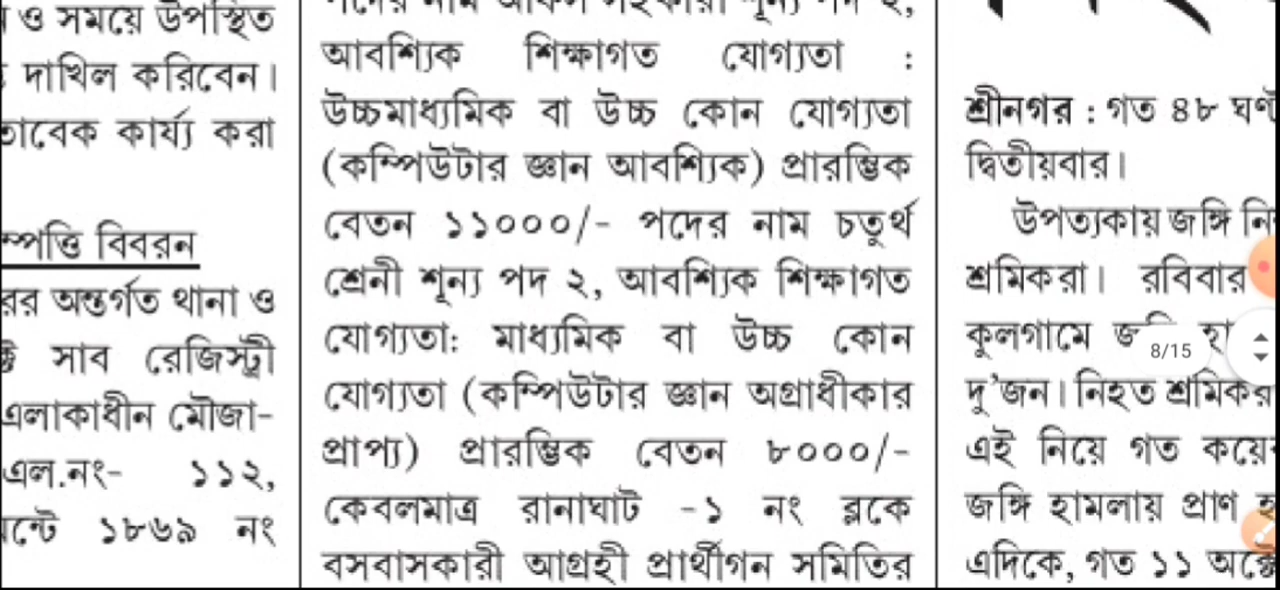 ও সময়ে উপস্থিত
দাখিল করিবেন।
কার্য্য করা
বিবরন
অন্তর্গত থানা ও
সাব রেজিস্ট্রী
এলাকাধীন মৌজা-
এল.নং- ১১২,
১৮৬৯ নং
আবশ্যিক শিক্ষাগত যোগ্যতা :
উচ্চমাধ্যমিক বা উচ্চ কোন যোগ্যতা
(কম্পিউটার জ্ঞান আবশ্যিক) প্রারম্ভিক
বেতন ১১০০০/- পদের নাম চতুর্থ
শ্রেনী শূন্য পদ ২, আবশ্যিক শিক্ষাগত
যোগ্যতা: মাধ্যমিক বা উচ্চ কোন
যোগ্যতা (কম্পিউটার জ্ঞান অগ্রাধীকার
প্রাপ্য) প্রারম্ভিক বেতন ৮০০০/-
কেবলমাত্র রানাঘাট -১ নং ব্লকে
বসবাসকারী আগ্রহী প্রার্থীগন সমিতির
শ্রীনগর : গত ৪৮
দ্বিতীয়বার।
উপত্যকায় জঙ্গি
শ্রমিকরা। রবিবার
কুলগামে
দু'জন। নিহত
এই নিয়ে গত
জঙ্গি হামলায় প্রাণ
এদিকে, গত ১১
8/15